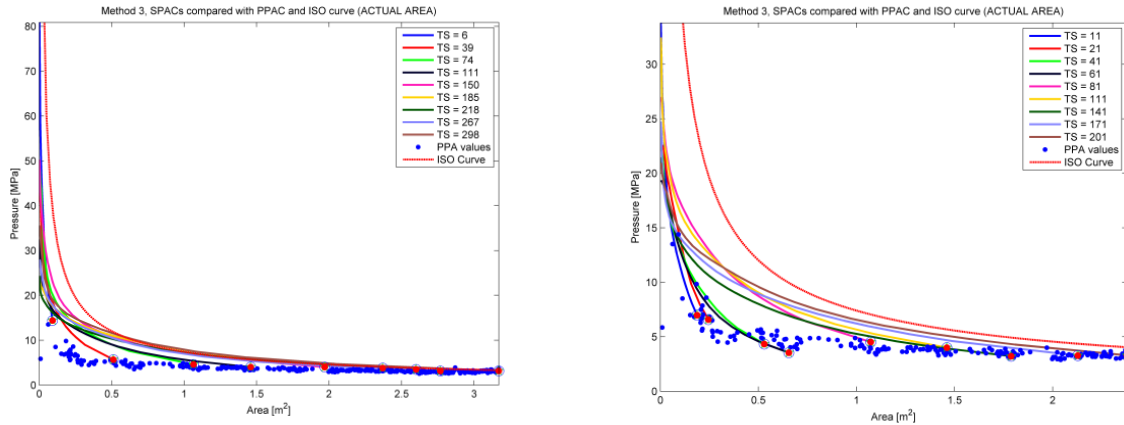 Method 3, SPACs compared with PPAC and ISO curve (ACTUAL AREA)
80
70
60
50
40
30
20
10
0
Pressure [MPa]
TS = 6
TS = 39
TS = 74
TS = 111
TS = 150
TS = 185
TS = 218
TS = 267
TS = 298
PPA values
ISO Curve
0 0.5 1 1.5 2 2.5 3
Area [m²]
Method 3, SPACs compared with PPAC and ISO curve (ACTUAL AREA)
30
25
20
15
10
5
0
Pressure [MPa]
TS = 11
TS = 21
TS = 41
TS = 61
TS = 81
TS = 111
TS = 141
TS = 171
TS = 201
PPA values
ISO Curve
0 0.5 1 1.5 2
Area [m²]